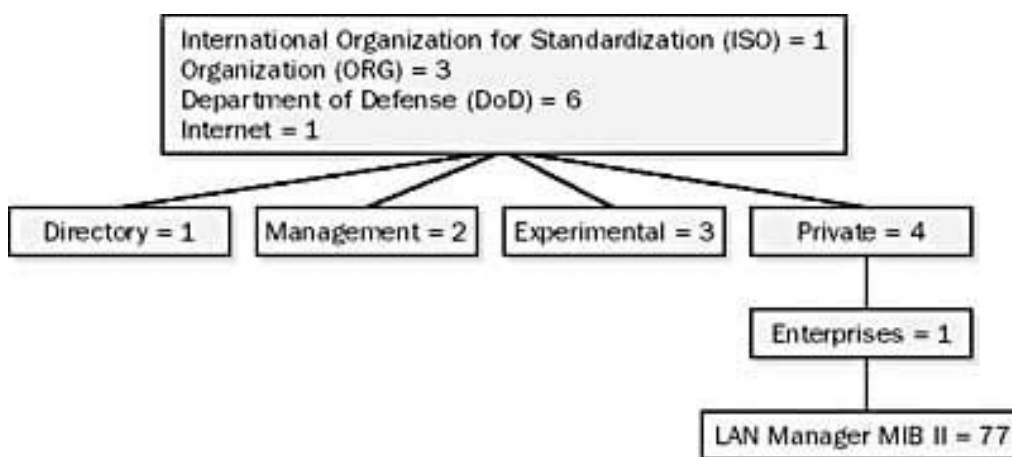 International Organization for Standardization (ISO) = 1
Organization (ORG) = 3
Department of Defense (DoD) = 6
Internet = 1
Directory = 1
Management = 2
Experimental = 3
Private = 4
Enterprises = 1
LAN Manager MIB II = 77